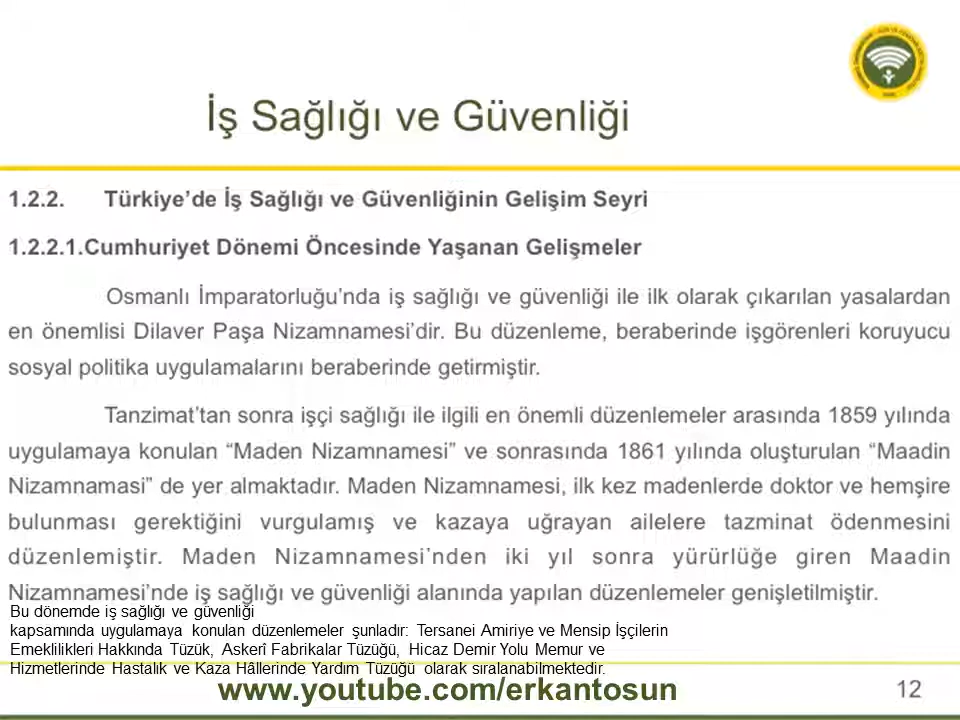 İş Sağlığı ve Güvenliği
1.2.2. Türkiye’de İş Sağlığı ve Güvenliğinin Gelişim Seyri
1.2.2.1.Cumhuriyet Dönemi Öncesinde Yaşanan Gelişmeler
Osmanlı İmparatorluğu’nda iş sağlığı ve güvenliği ile ilk olarak çıkarılan yasalardan
en önemlisi Dilaver Paşa Nizamnamesi’dir. Bu düzenleme, beraberinde işgörenleri koruyucu
sosyal politika uygulamalarını beraberinde getirmiştir.
Tanzimat’tan sonra işçi sağlığı ile ilgili en önemli düzenlemeler arasında 1859 yılında
uygulamaya konulan “Maden Nizamnamesi” ve sonrasında 1861 yılında oluşturulan “Maadin
Nizamnaması” de yer almaktadır. Maden Nizamnamesi, ilk kez madenlerde doktor ve hemşire
bulunması gerektiğini vurgulamış ve kazaya uğrayan ailelere tazminat ödenmesini
düzenlemiştir. Maden Nizamnamesi’nden iki yıl sonra yürürlüğe giren Maadin
Nizamnamesi’nde iş sağlığı ve güvenliği alanında yapılan düzenlemeler genişletilmiştir.
Bu dönemde iş sağlığı ve güvenliği
kapsamında uygulamaya konulan düzenlemeler şunladır: Tersanei Amiriye ve Mensip İşçilerin
Emeklilikleri Hakkında Tüzük, Askerî Fabrikalar Tüzüğü, Hicaz Demir Yolu Memur ve
Hizmetlerinde Hastalık ve Kaza Hâllerinde Yardım Tüzüğü olarak sıralanabilmektedir.
www.youtube.com/erkantosun
12